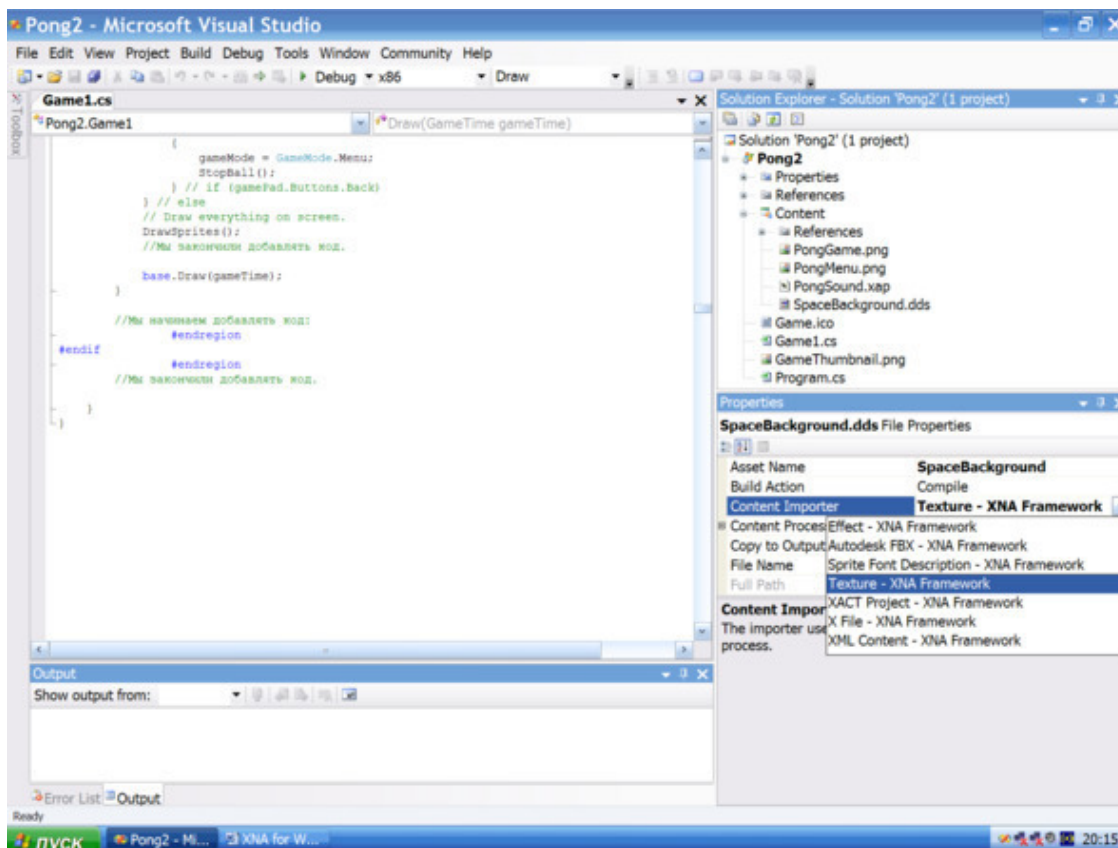 Pong2 - Microsoft Visual Studio
File Edit View Project Build Debug Tools Window Community Help
Debug x86 Draw
Toolbox
Game1.cs
Pong2.Game1
Draw(GameTime gameTime)
{
gameMode = GameMode.Menu;
StopBall();
} // if (gamePad.Buttons.Back)
} // else
// Draw everything on screen.
DrawSprites();
//Мы закончили добавлять код.
base.Draw(gameTime);
}
//Мы начинаем добавлять код:
#endregion
#endif
#endregion
//Мы закончили добавлять код.
}
}
Output
Show output from:
Error List Output
Ready
Solution Explorer - Solution 'Pong2' (1 project)
Solution 'Pong2' (1 project)
Pong2
Properties
References
Content
References
PongGame.png
PongMenu.png
PongSound.xap
SpaceBackground.dds
Game.ico
Game1.cs
GameThumbnail.png
Program.cs
Properties
SpaceBackground.dds File Properties
Asset Name SpaceBackground
Build Action Compile
Content Importer Texture - XNA Framework
Content Proces
Copy to Output
File Name
Full Path
Effect - XNA Framework
Autodesk FBX - XNA Framework
Sprite Font Description - XNA Framework
Texture - XNA Framework
XACT Project - XNA Framework
X File - XNA Framework
XML Content - XNA Framework
Content Impor
The importer use
process.
пуск
Pong2 - Mi...
XNA for W...
20:15